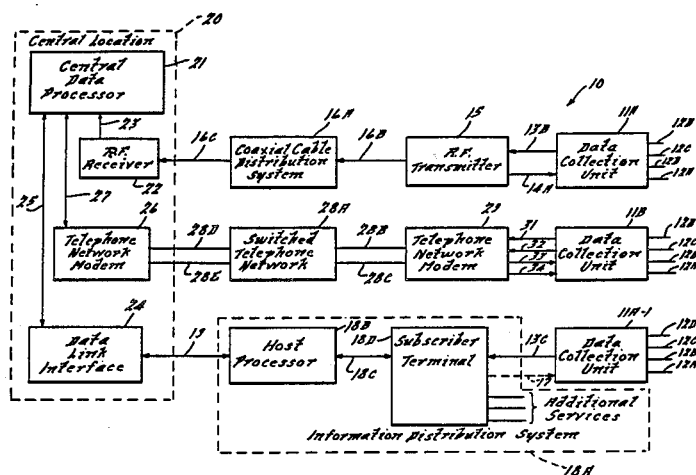 20
Central Location
21
Central
Data
Processor
23
R.F.
Receiver
22
16C
16A
Coaxial Cable
Distribution
System
16B
15
R.F.
Transmitter
13B
14A
10
11A
Data
Collection
Unit
12D
12C
12B
12A
25
27
26
Telephone
Network
Modem
28D
28E
28A
Switched
Telephone
Network
28B
28C
29
Telephone
Network
Modem
31
32
33
34
11B
Data
Collection
Unit
12D
12C
12B
12A
24
Data
Link
Interface
19
18B
Host
Processor
18D
18C
Subscriber
Terminal
13C
17
11A-1
Data
Collection
Unit
12D
12C
12B
12A
Additional
Services
Information Distribution System
18A